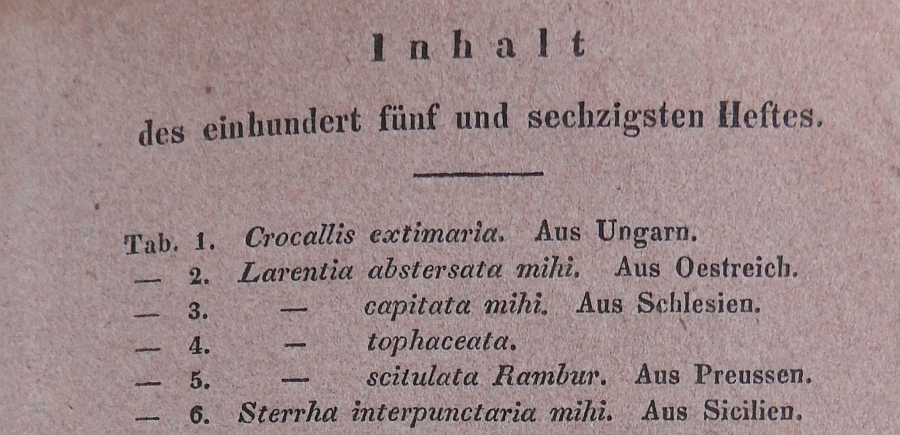 Inhalt
des einhundert fünf und sechzigsten Heftes.
Tab. 1. Crocallis extimaria. Aus Ungarn.
— 2. Larentia abstersata mihi. Aus Oestreich.
— 3. — capitata mihi. Aus Schlesien.
— 4. — tophaceata.
— 5. — scitulata Rambur. Aus Preussen.
— 6. Sterrha interpunctaria mihi. Aus Sicilien.